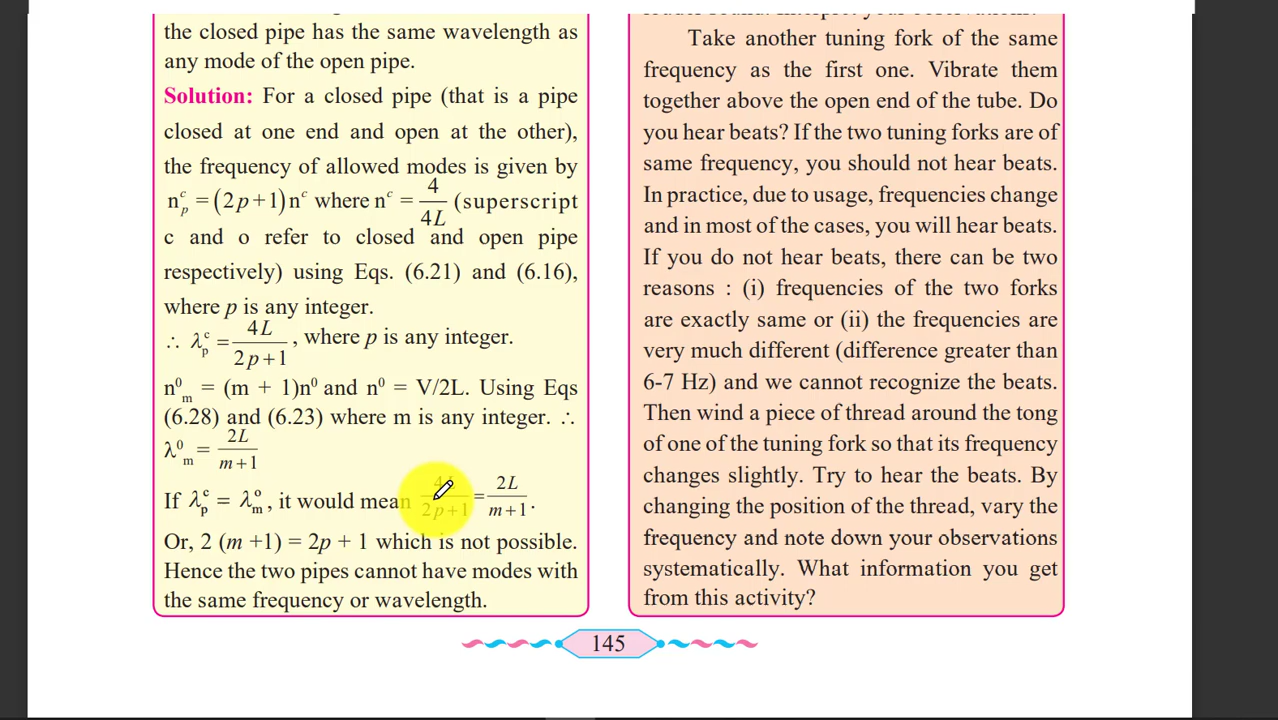 the closed pipe has the same wavelength as
any mode of the open pipe.
Solution: For a closed pipe (that is a pipe
closed at one end and open at the other),
the frequency of allowed modes is given by
n_p^c = (2p+1)n^c where n^c = 4/4L (superscript
c and o refer to closed and open pipe
respectively) using Eqs. (6.21) and (6.16),
where p is any integer.
∴ λ_p^c = 4L/2p+1, where p is any integer.
n^0_m = (m + 1)n^0 and n^0 = V/2L. Using Eqs
(6.28) and (6.23) where m is any integer. ∴
λ^0_m = 2L/m+1
If λ_p^c = λ_m^o, it would mean 4L/2p+1 = 2L/m+1.
Or, 2 (m +1) = 2p + 1 which is not possible.
Hence the two pipes cannot have modes with
the same frequency or wavelength.
Take another tuning fork of the same
frequency as the first one. Vibrate them
together above the open end of the tube. Do
you hear beats? If the two tuning forks are of
same frequency, you should not hear beats.
In practice, due to usage, frequencies change
and in most of the cases, you will hear beats.
If you do not hear beats, there can be two
reasons : (i) frequencies of the two forks
are exactly same or (ii) the frequencies are
very much different (difference greater than
6-7 Hz) and we cannot recognize the beats.
Then wind a piece of thread around the tong
of one of the tuning fork so that its frequency
changes slightly. Try to hear the beats. By
changing the position of the thread, vary the
frequency and note down your observations
systematically. What information you get
from this activity?
145